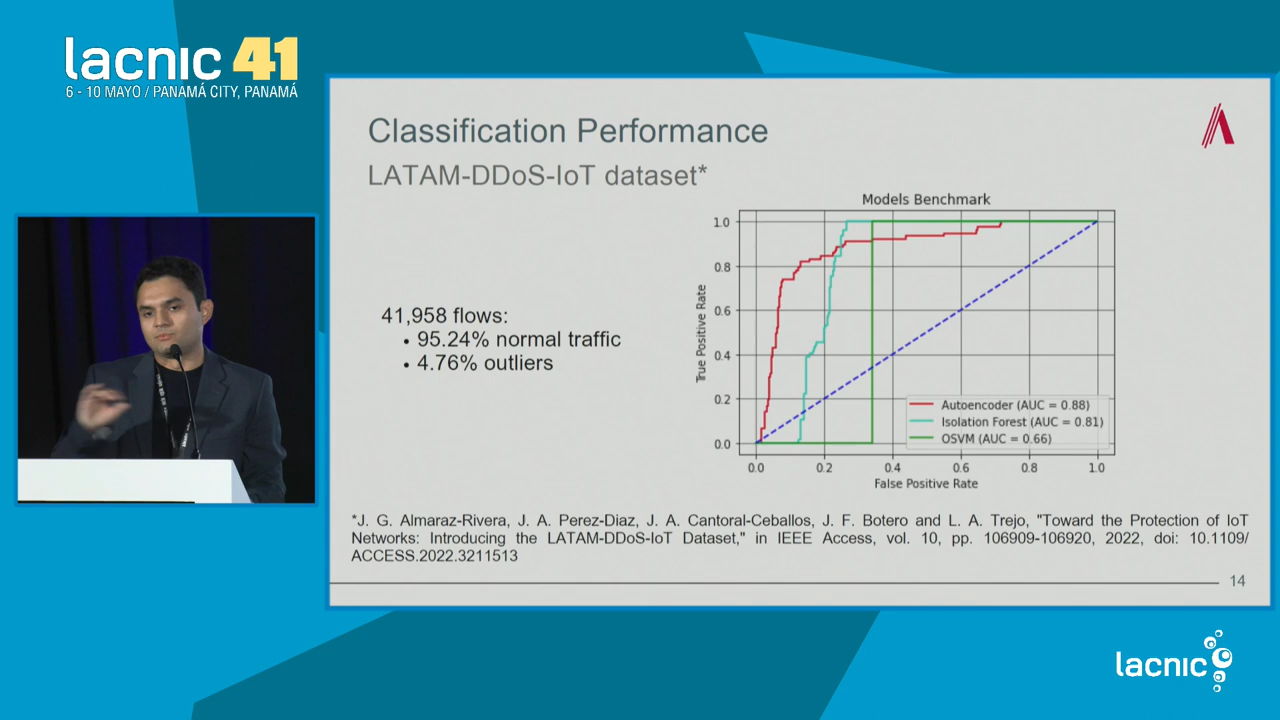 lacnic 41
6 - 10 MAYO / PANAMÁ CITY, PANAMÁ
Classification Performance
LATAM-DDoS-IoT dataset*
41,958 flows:
• 95.24% normal traffic
• 4.76% outliers
Models Benchmark
True Positive Rate
1.0
0.8
0.6
0.4
0.2
0.0
Autoencoder (AUC = 0.88)
Isolation Forest (AUC = 0.81)
OSVM (AUC = 0.66)
0.0 0.2 0.4 0.6 0.8 1.0
False Positive Rate
*J. G. Almaraz-Rivera, J. A. Perez-Diaz, J. A. Cantoral-Ceballos, J. F. Botero and L. A. Trejo, "Toward the Protection of IoT
Networks: Introducing the LATAM-DDoS-IoT Dataset," in IEEE Access, vol. 10, pp. 106909-106920, 2022, doi: 10.1109/
ACCESS.2022.3211513
14
lacnic